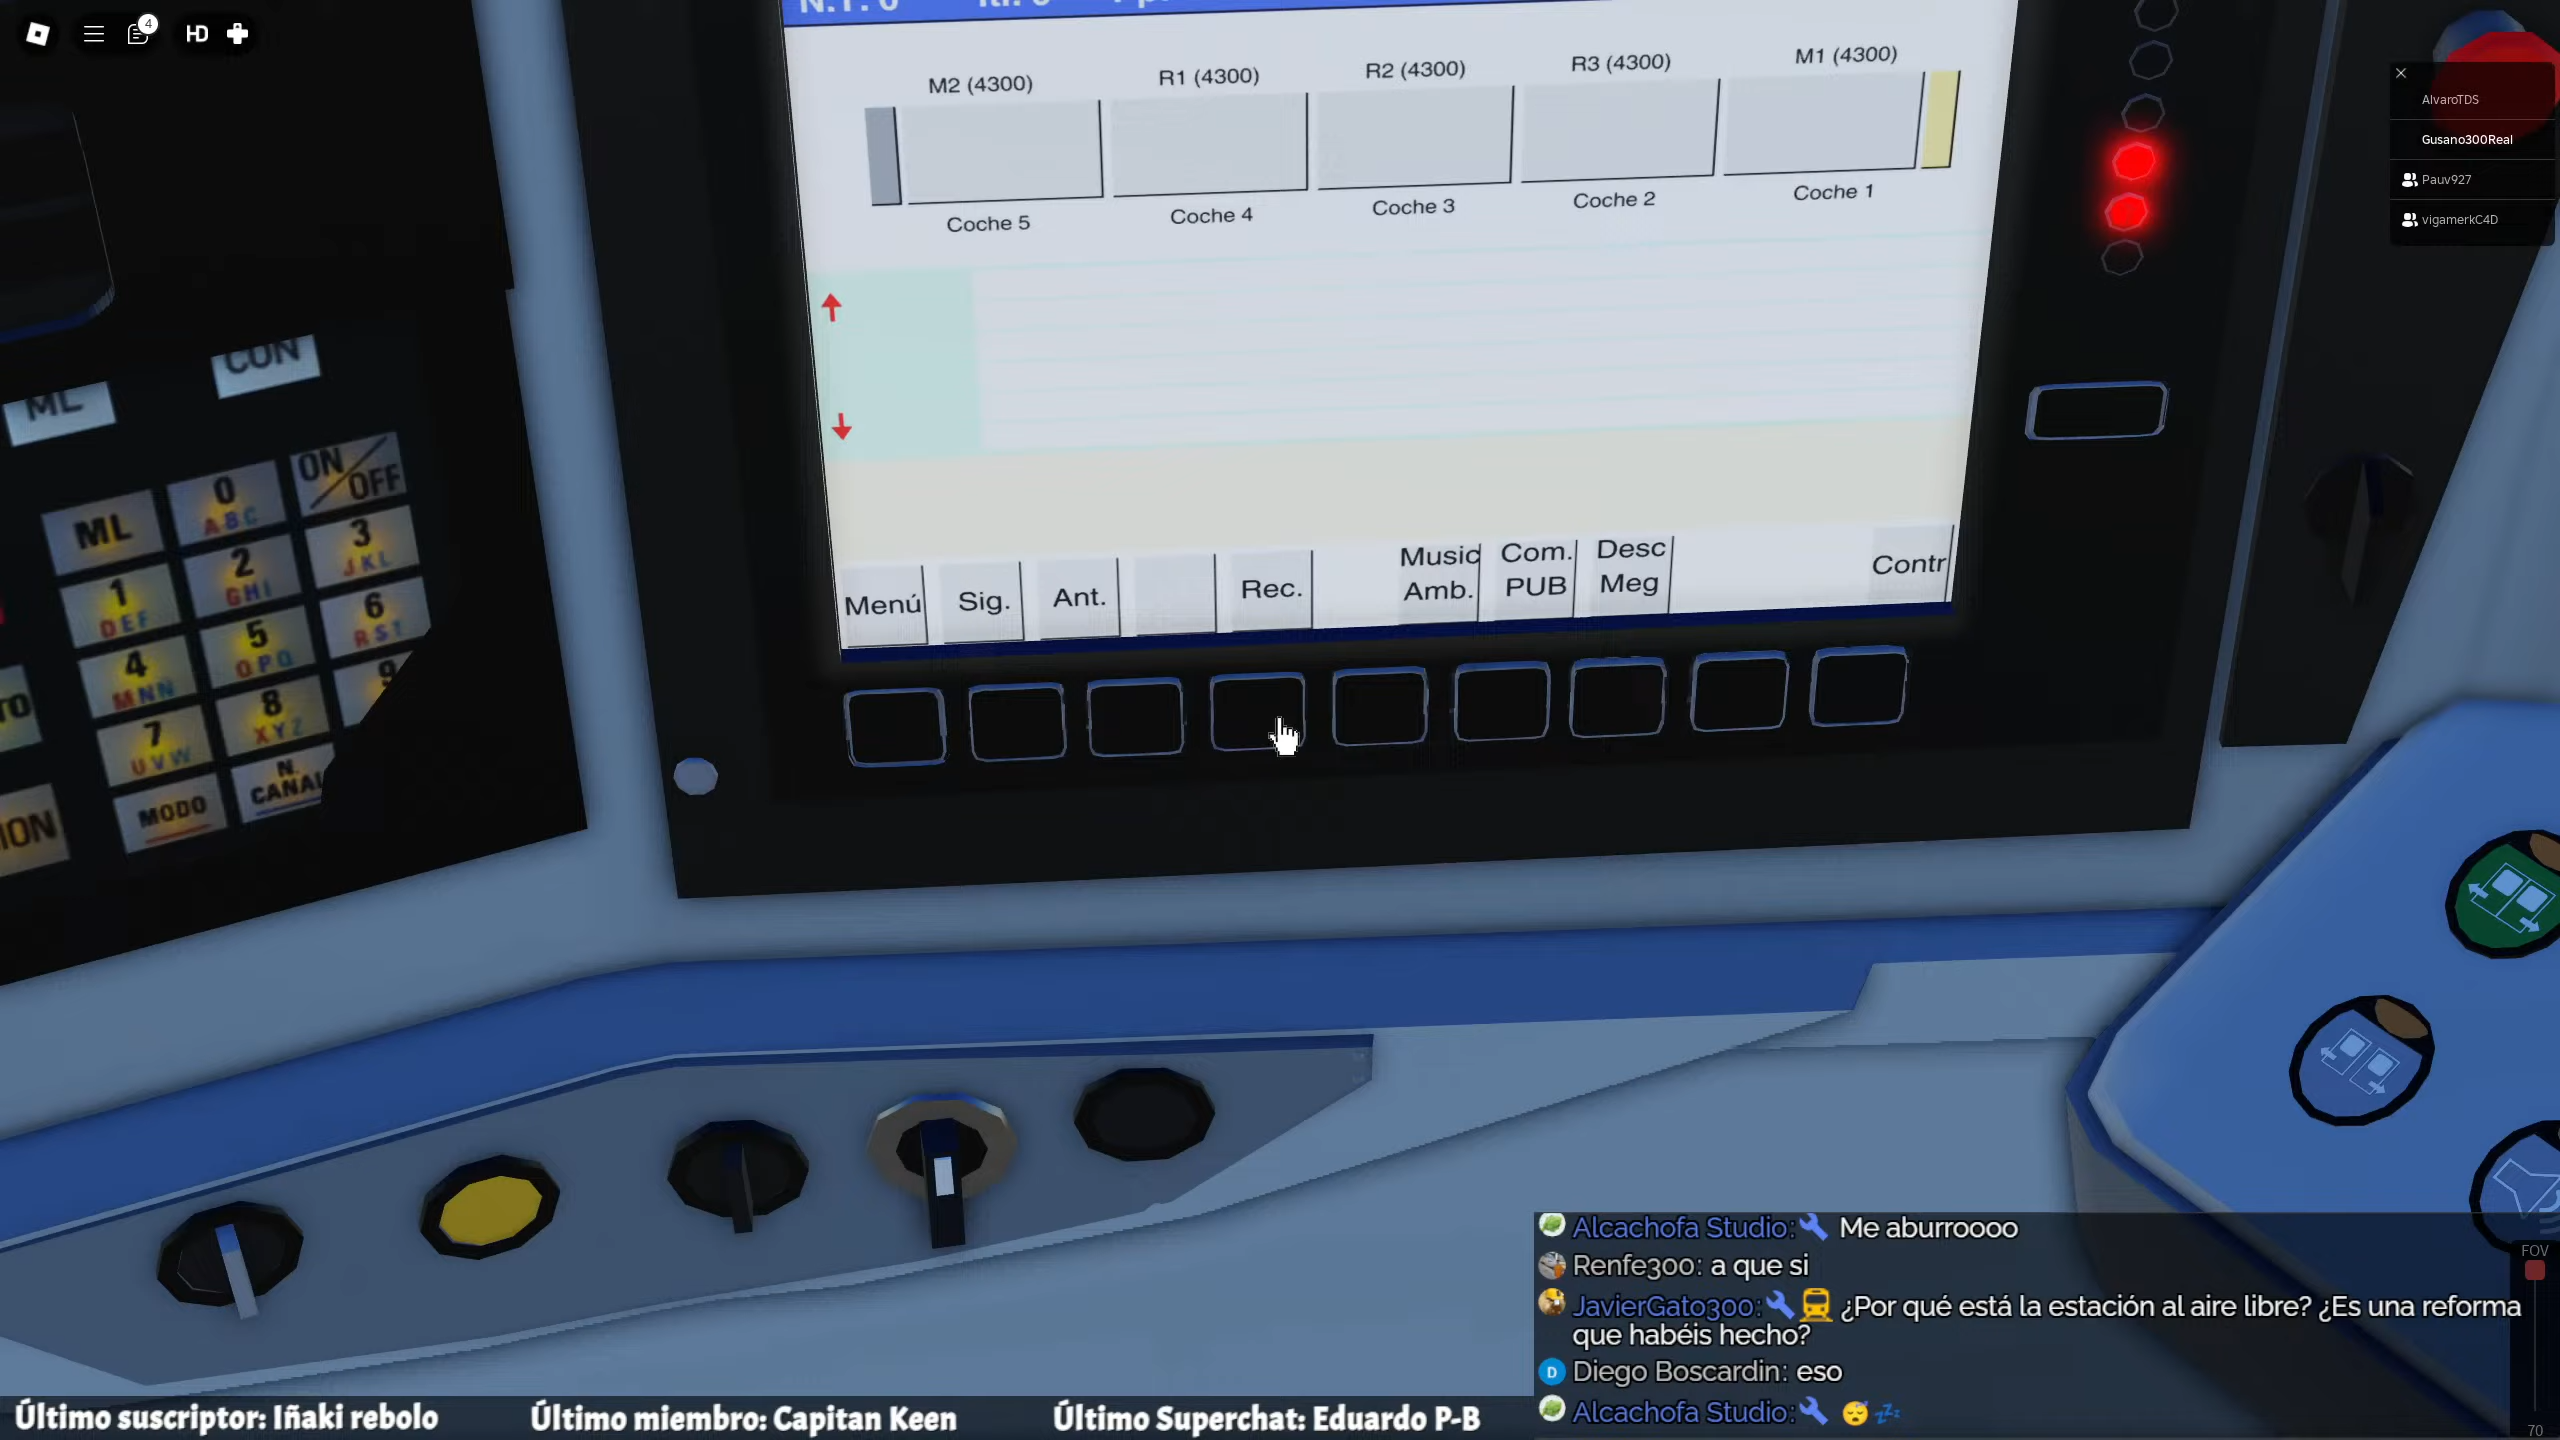 4
HD
AlvaroTDS
Gusano300Real
Pauv927
vigamerkC4D
M2 (4300)
R1 (4300)
R2 (4300)
R3 (4300)
M1 (4300)
Coche 5
Coche 4
Coche 3
Coche 2
Coche 1
Menú
Sig.
Ant.
Rec.
Music
Amb.
Com.
PUB
Desc
Meg
Contr
ML
CON
ML
0
ABC
ON/OFF
1
DEF
2
GHI
3
JKL
4
MNN
5
OPQ
6
RST
7
UVW
8
XYZ
9
MODO
N.
CANAL
Alcachofa Studio: Me aburroooo
Renfe300: a que si
JavierGato300: ¿Por qué está la estación al aire libre? ¿Es una reforma
que habéis hecho?
D Diego Boscardin: eso
Alcachofa Studio: 😴💤
FOV
70
Último suscriptor: Iñaki rebolo
Último miembro: Capitan Keen
Último Superchat: Eduardo P-B